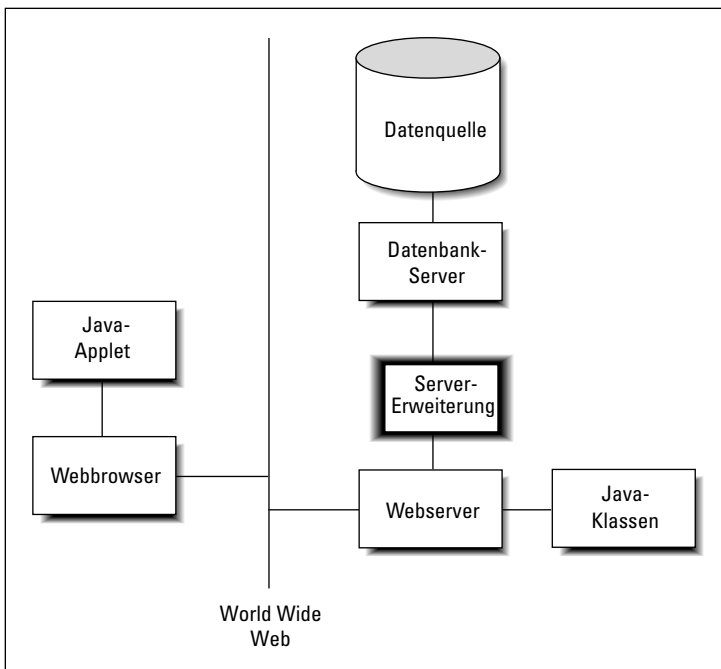 Datenquelle
Datenbank-
Server
Java-
Applet
Server-
Erweiterung
Webbrowser
Webserver
Java-
Klassen
World Wide
Web